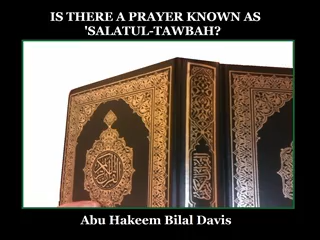 IS THERE A PRAYER KNOWN AS
'SALATUL-TAWBAH?
Abu Hakeem Bilal Davis